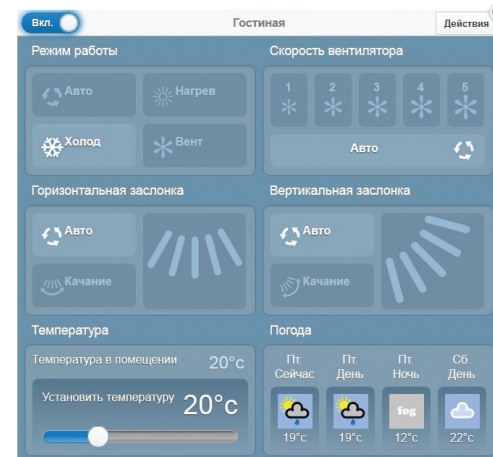 Вкл.
Гостиная
Действия
Режим работы
Авто
Нагрев
Холод
Вент
Скорость вентилятора
1 2 3 4 5
Авто
Горизонтальная заслонка
Авто
Качание
Вертикальная заслонка
Авто
Качание
Температура
Температура в помещении 20°c
Установить температуру 20°c
Погода
Пт. Пт. Пт. Сб.
Сейчас День Ночь День
fog
19°c 19°c 12°c 22°c